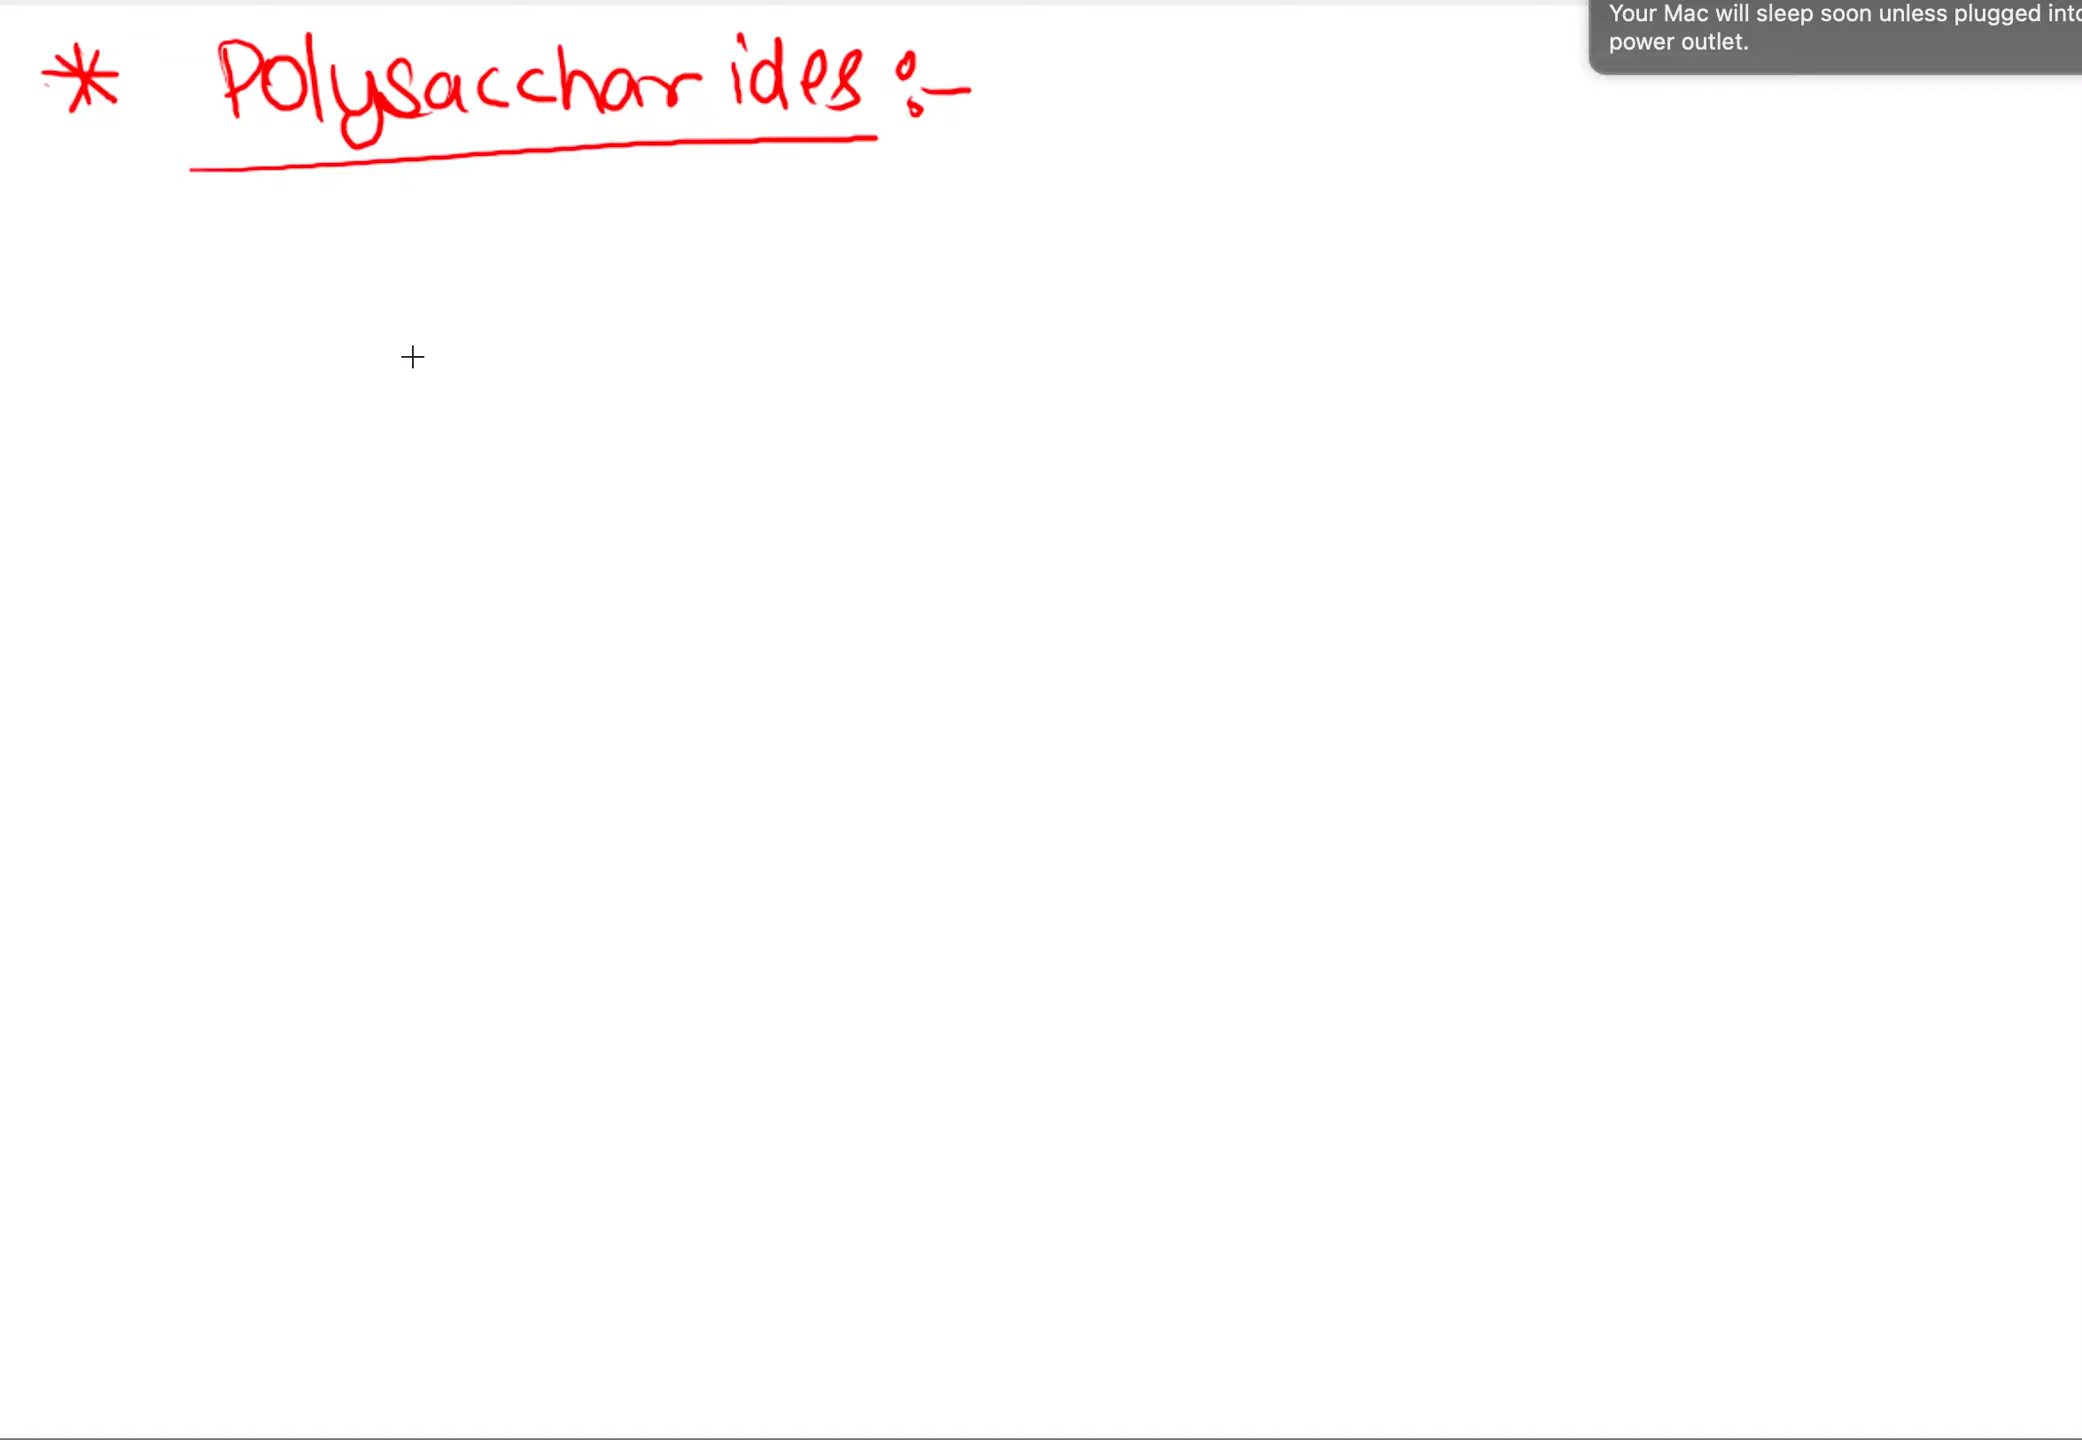 * Polysaccharides :-
Your Mac will sleep soon unless plugged into
power outlet.